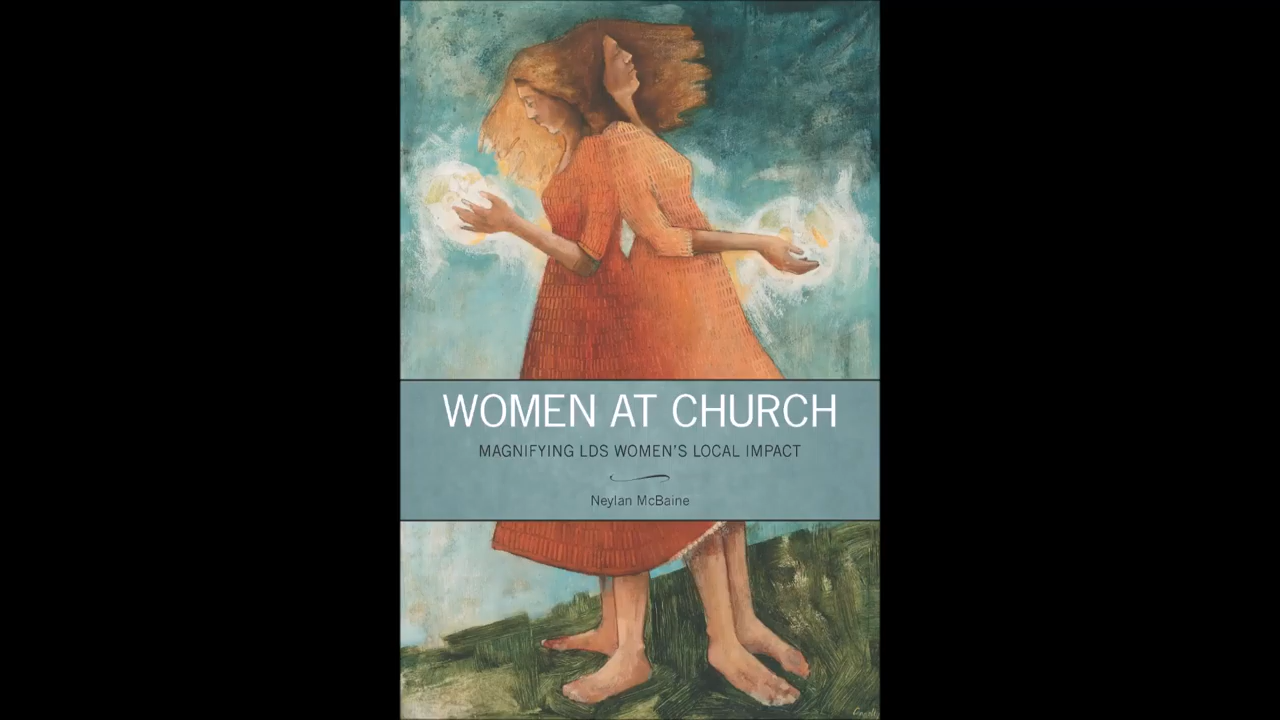 WOMEN AT CHURCH
MAGNIFYING LDS WOMEN'S LOCAL IMPACT
Neylan McBaine